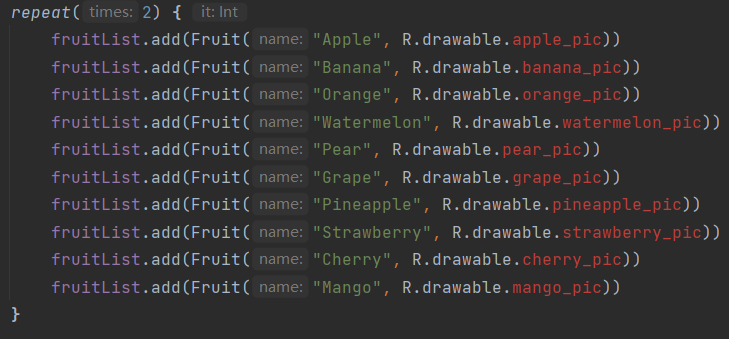 repeat( times: 2) { it: Int
fruitList.add(Fruit( name: "Apple", R.drawable.apple_pic))
fruitList.add(Fruit( name: "Banana", R.drawable.banana_pic))
fruitList.add(Fruit( name: "Orange", R.drawable.orange_pic))
fruitList.add(Fruit( name: "Watermelon", R.drawable.watermelon_pic))
fruitList.add(Fruit( name: "Pear", R.drawable.pear_pic))
fruitList.add(Fruit( name: "Grape", R.drawable.grape_pic))
fruitList.add(Fruit( name: "Pineapple", R.drawable.pineapple_pic))
fruitList.add(Fruit( name: "Strawberry", R.drawable.strawberry_pic))
fruitList.add(Fruit( name: "Cherry", R.drawable.cherry_pic))
fruitList.add(Fruit( name: "Mango", R.drawable.mango_pic))
}